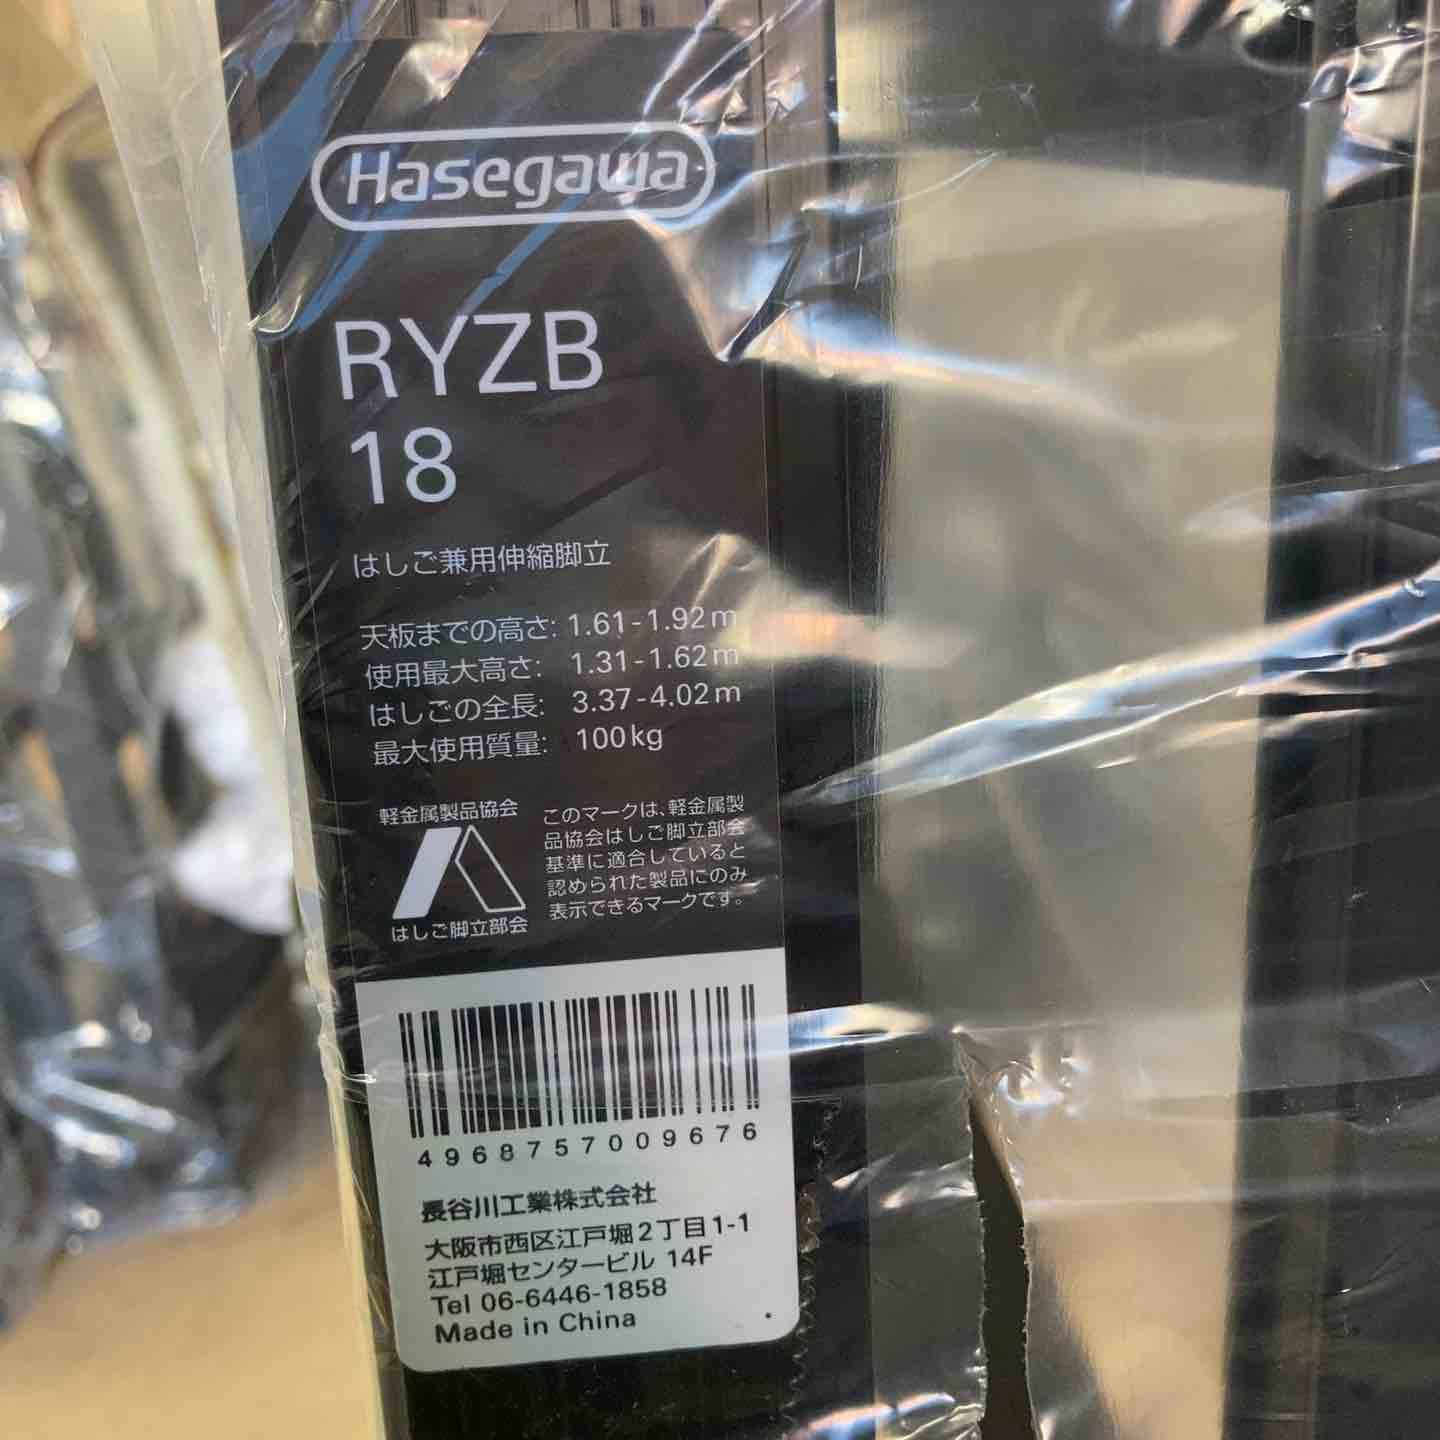 Hasegawa
RYZB
18
はしご兼用伸縮脚立
天板までの高さ: 1.61-1.92m
使用最大高さ: 1.31-1.62m
はしごの全長: 3.37-4.02m
最大使用質量: 100kg
軽金属製品協会
はしご脚立部会
このマークは、軽金属製
品協会はしご脚立部会
基準に適合していると
認められた製品にのみ
表示できるマークです。
4968757009676
長谷川工業株式会社
大阪市西区江戸堀2丁目1-1
江戸堀センタービル 14F
Tel 06-6446-1858
Made in China